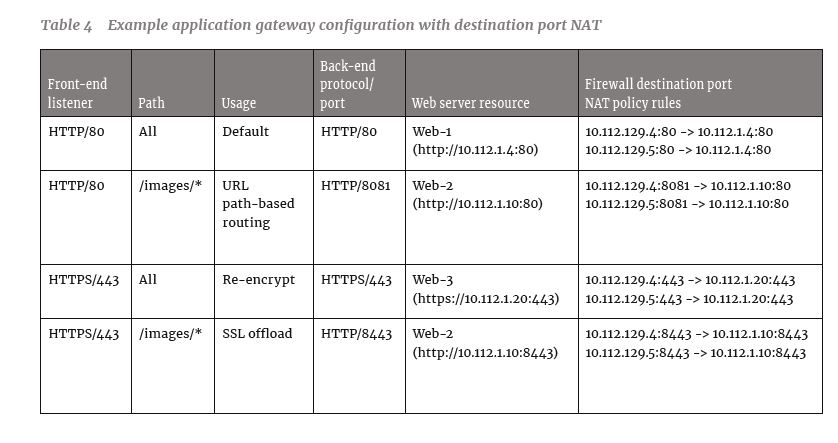 Table 4 Example application gateway configuration with destination port NAT
Front-end
listener
Path
Usage
Back-end
protocol/
port
Web server resource
Firewall destination port
NAT policy rules
HTTP/80
All
Default
HTTP/80
Web-1
(http://10.112.1.4:80)
10.112.129.4:80 -> 10.112.1.4:80
10.112.129.5:80 -> 10.112.1.4:80
HTTP/80
/images/*
URL
path-based
routing
HTTP/8081
Web-2
(http://10.112.1.10:80)
10.112.129.4:8081 -> 10.112.1.10:80
10.112.129.5:8081 -> 10.112.1.10:80
HTTPS/443
All
Re-encrypt
HTTPS/443
Web-3
(https://10.112.1.20:443)
10.112.129.4:443 -> 10.112.1.20:443
10.112.129.5:443 -> 10.112.1.20:443
HTTPS/443
/images/*
SSL offload
HTTP/8443
Web-2
(http://10.112.1.10:8443)
10.112.129.4:8443 -> 10.112.1.10:8443
10.112.129.5:8443 -> 10.112.1.10:8443